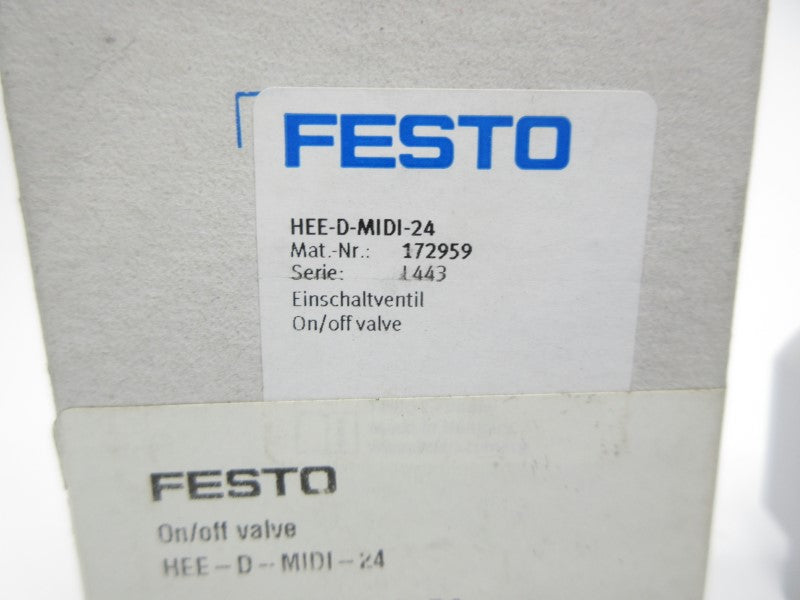 FESTO
HEE-D-MIDI-24
Mat.-Nr.: 172959
Serie: 1443
Einschaltventil
On/off valve
FESTO
On/off valve
HEE-D-MIDI-24